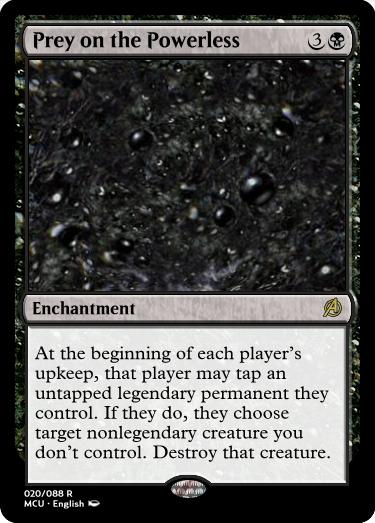 Prey on the Powerless 3
Enchantment
At the beginning of each player's
upkeep, that player may tap an
untapped legendary permanent they
control. If they do, they choose
target nonlegendary creature you
don't control. Destroy that creature.
020/088 R
MCU • English